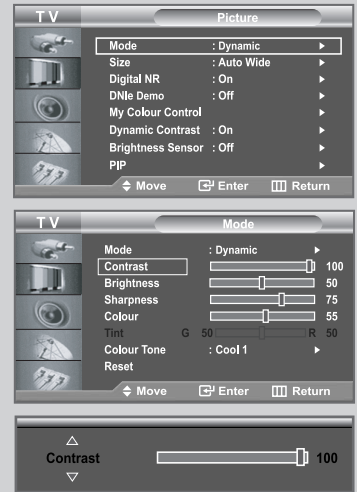 T V Picture
Mode : Dynamic
Size : Auto Wide
Digital NR : On
DNIe Demo : Off
My Colour Control
Dynamic Contrast : On
Brightness Sensor : Off
PIP
Move Enter Return
T V Mode
Mode : Dynamic
Contrast 100
Brightness 50
Sharpness 75
Colour 55
Tint G 50 R 50
Colour Tone : Cool 1
Reset
Move Enter Return
Contrast 100